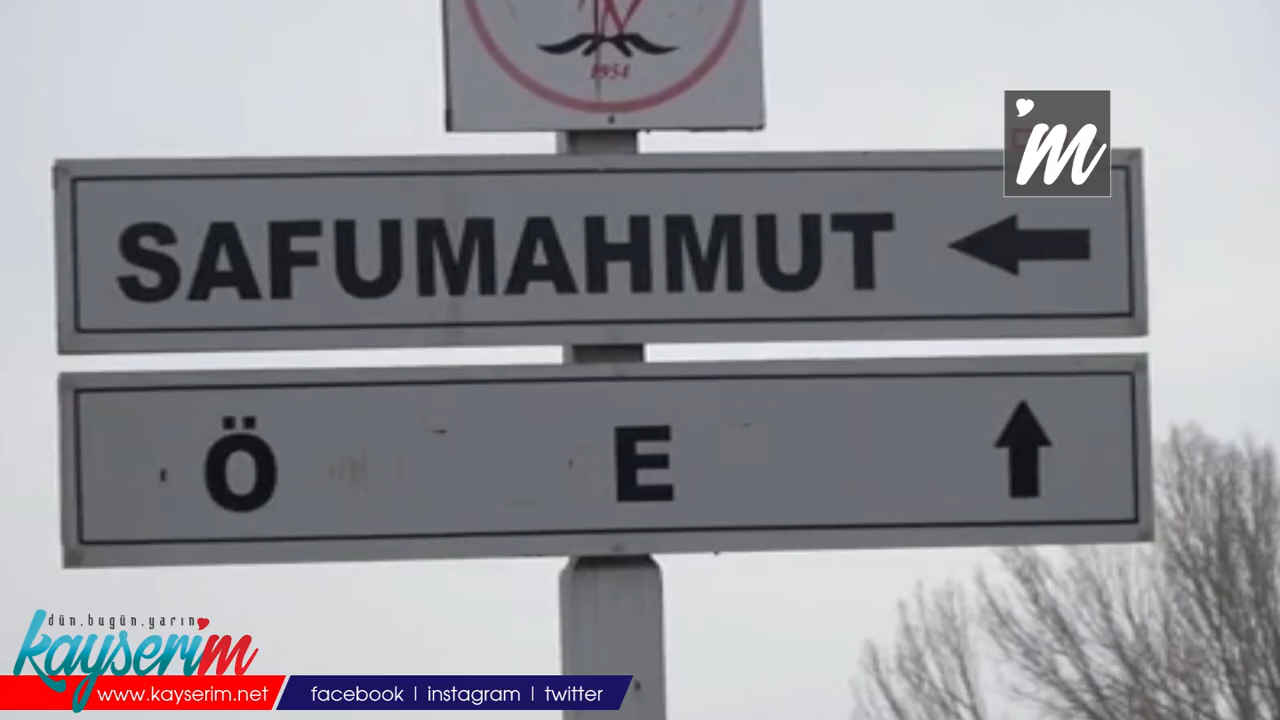 1954
'm
SAFUMAHMUT
Ö E
dün.bugün.yarın
kayserim
www.kayserim.net
facebook | instagram | twitter